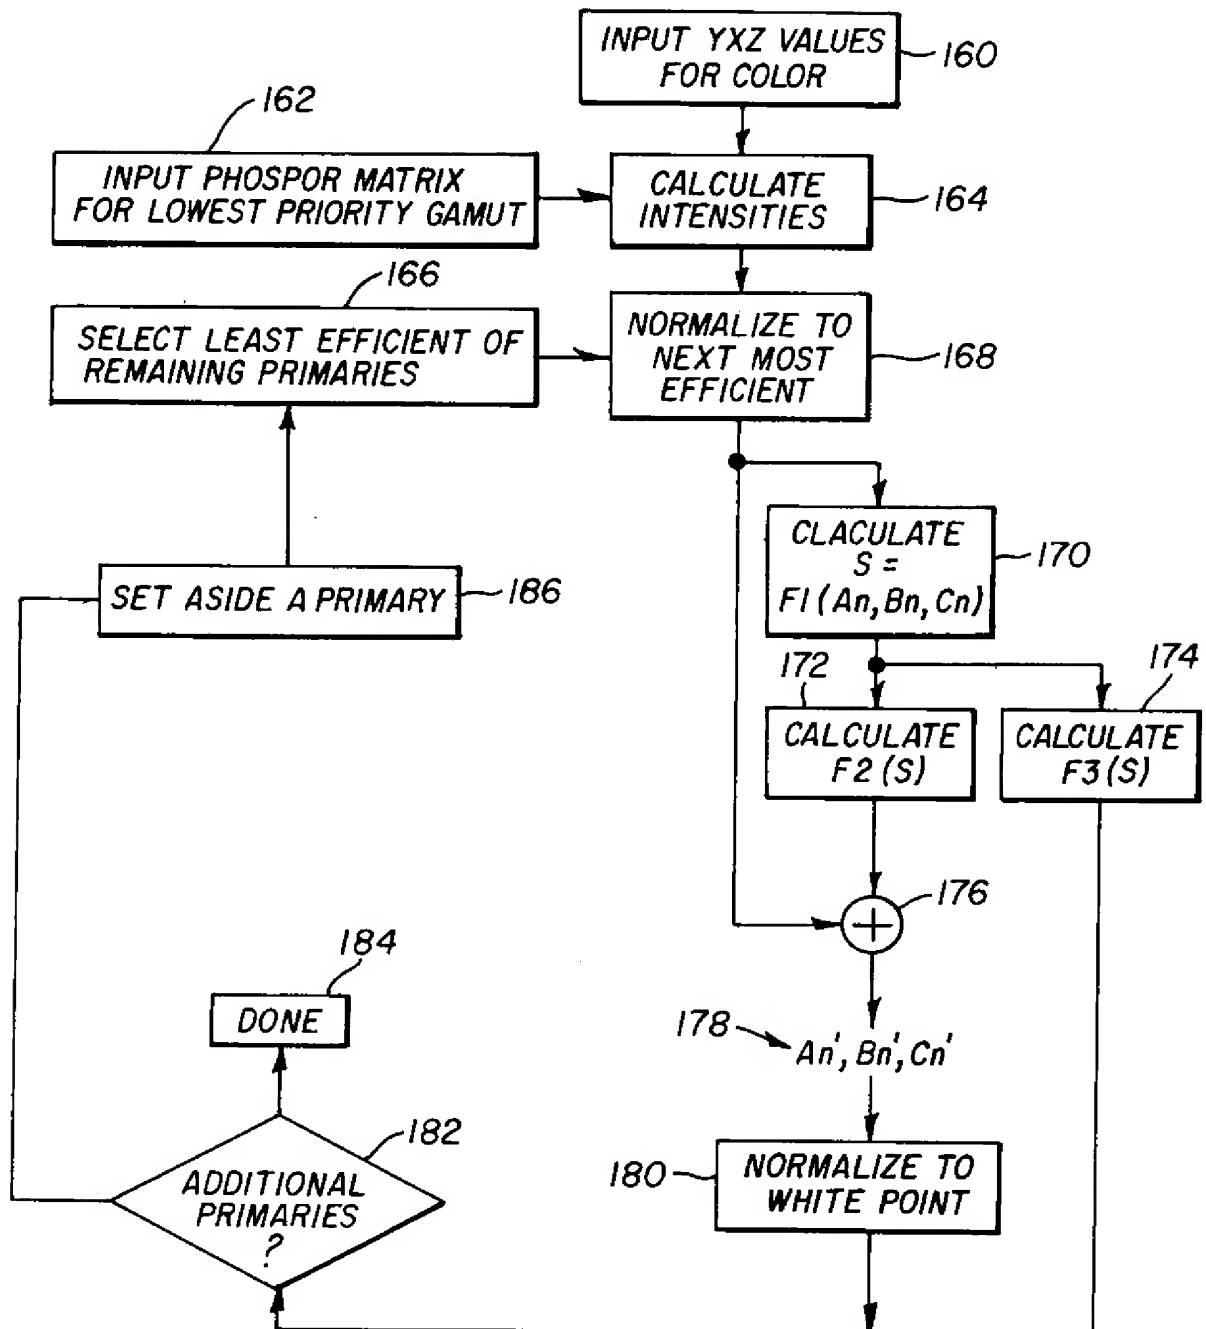 INPUT YXZ VALUES
FOR COLOR
160
162
INPUT PHOSPOR MATRIX
FOR LOWEST PRIORITY GAMUT
CALCULATE
INTENSITIES
164
166
SELECT LEAST EFFICIENT OF
REMAINING PRIMARIES
NORMALIZE TO
NEXT MOST
EFFICIENT
168
CLACULATE
S =
F1(An,Bn,Cn)
170
SET ASIDE A PRIMARY
186
172
CALCULATE
F2(S)
174
CALCULATE
F3(S)
176
+
184
DONE
178
An',Bn',Cn'
182
ADDITIONAL
PRIMARIES
?
180
NORMALIZE TO
WHITE POINT